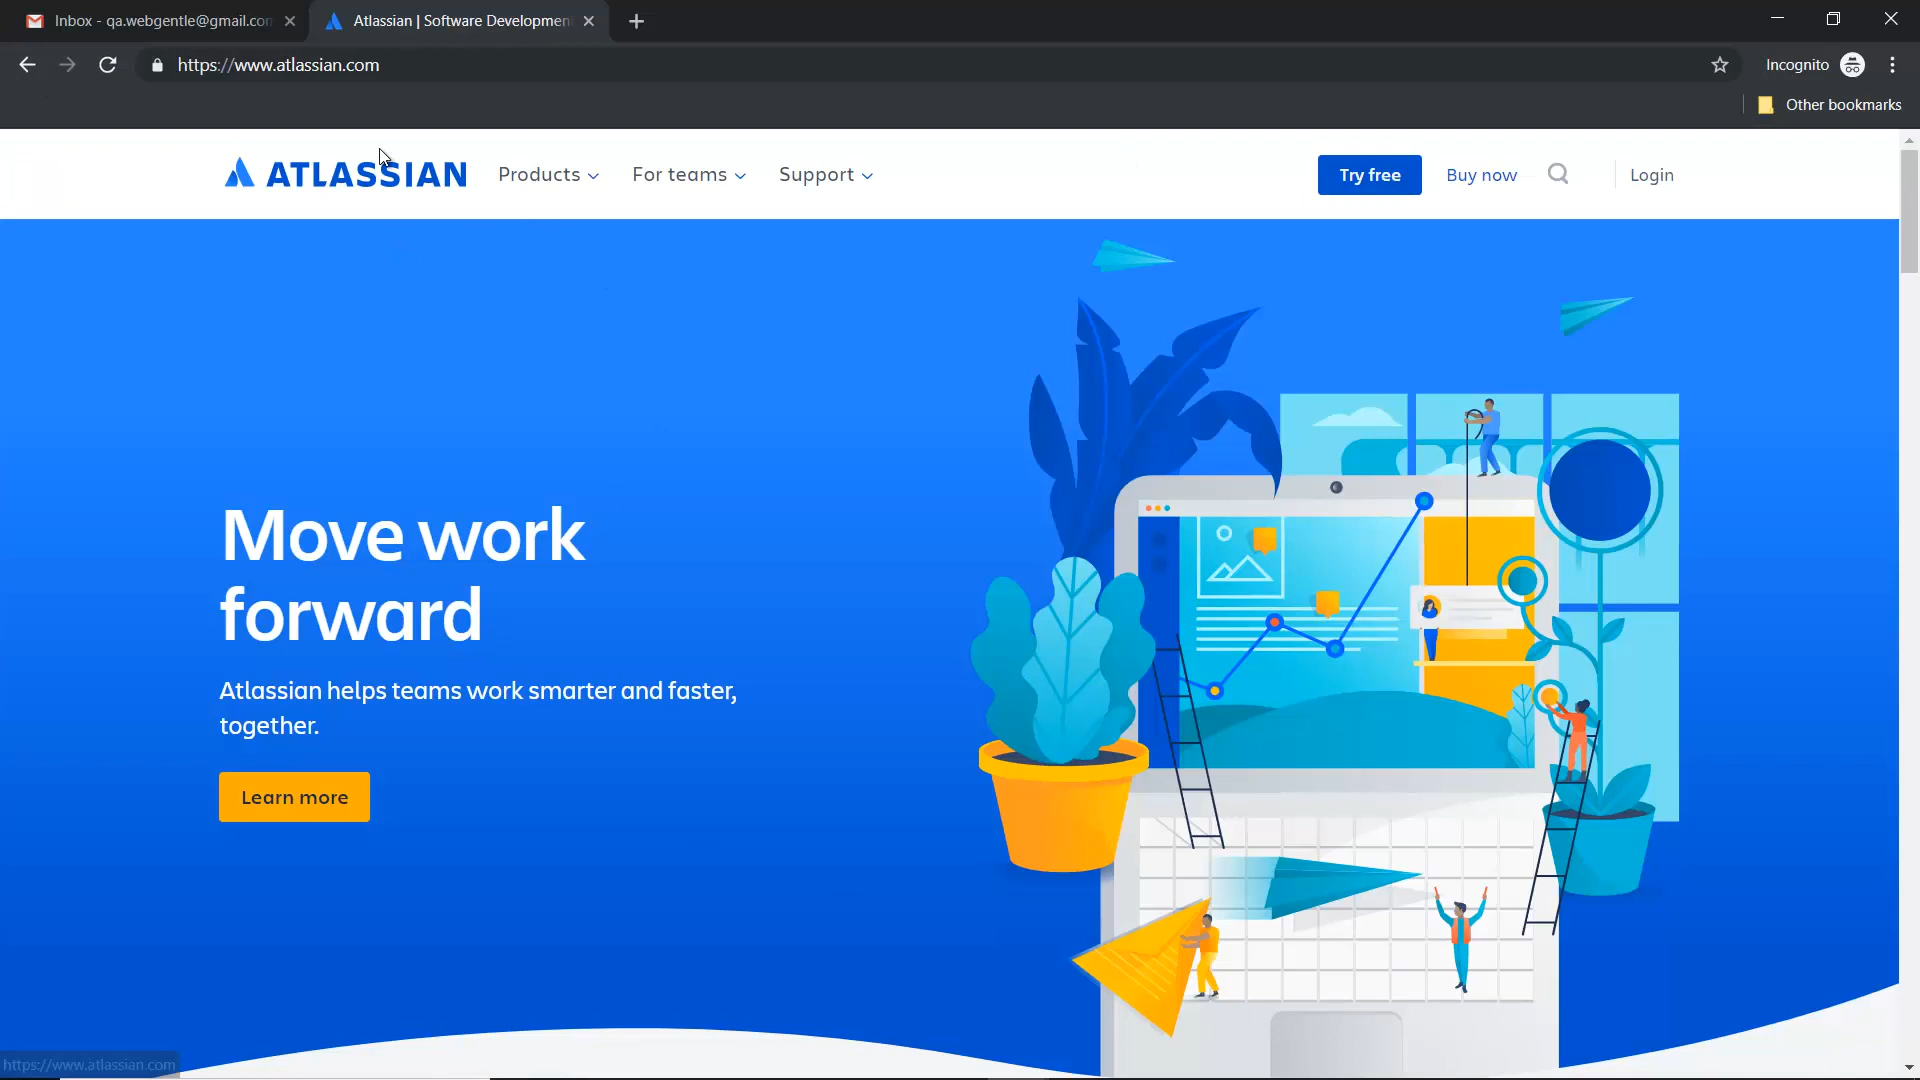 Inbox - qa.webgentle@gmail.com
Atlassian | Software Development
https://www.atlassian.com
Incognito
Other bookmarks
ATLASSIAN
Products
For teams
Support
Try free
Buy now
Login
Move work
forward
Atlassian helps teams work smarter and faster,
together.
Learn more
https://www.atlassian.com